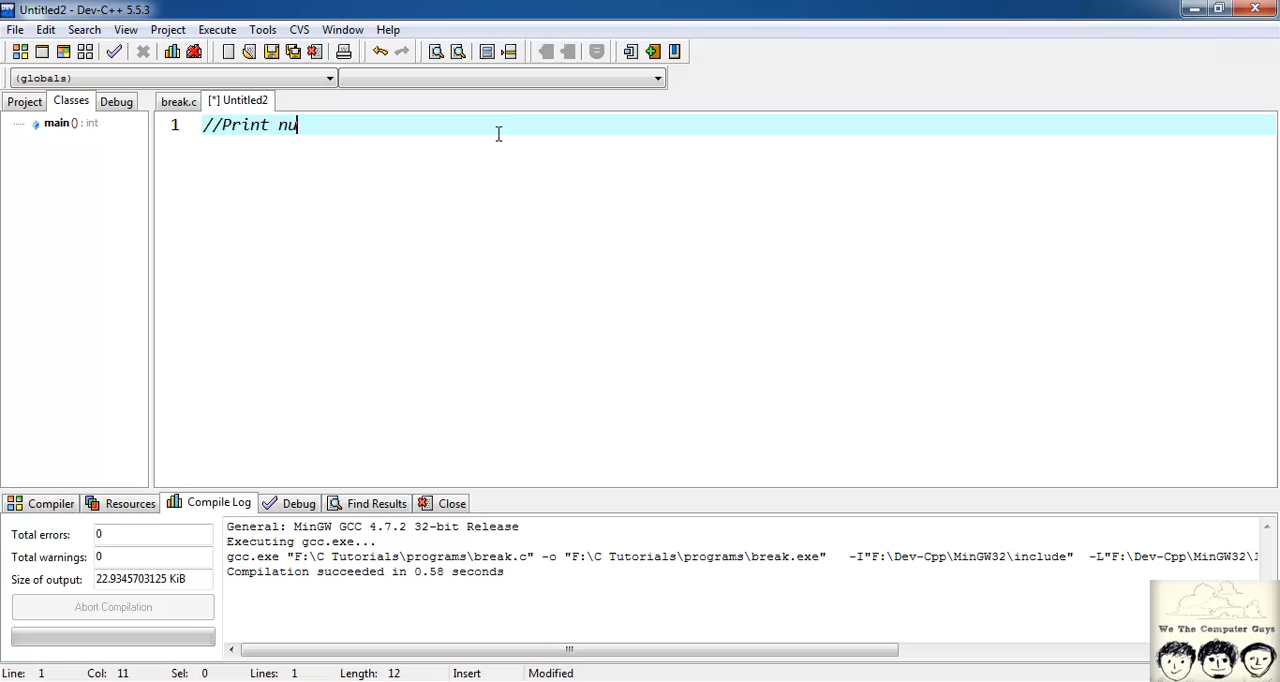 Untitled2 - Dev-C++ 5.5.3
File Edit Search View Project Execute Tools CVS Window Help
(globals)
Project Classes Debug
break.c [*] Untitled2
main () : int
1 //Print nu
Compiler Resources Compile Log Debug Find Results Close
Total errors: 0
Total warnings: 0
Size of output: 22.9345703125 KiB
Abort Compilation
General: MinGW GCC 4.7.2 32-bit Release
Executing gcc.exe...
gcc.exe "F:\C Tutorials\programs\break.c" -o "F:\C Tutorials\programs\break.exe" -I"F:\Dev-Cpp\MinGW32\include" -L"F:\Dev-Cpp\MinGW32\l
Compilation succeeded in 0.58 seconds
We The Computer Guys
Line: 1 Col: 11 Sel: 0 Lines: 1 Length: 12 Insert Modified